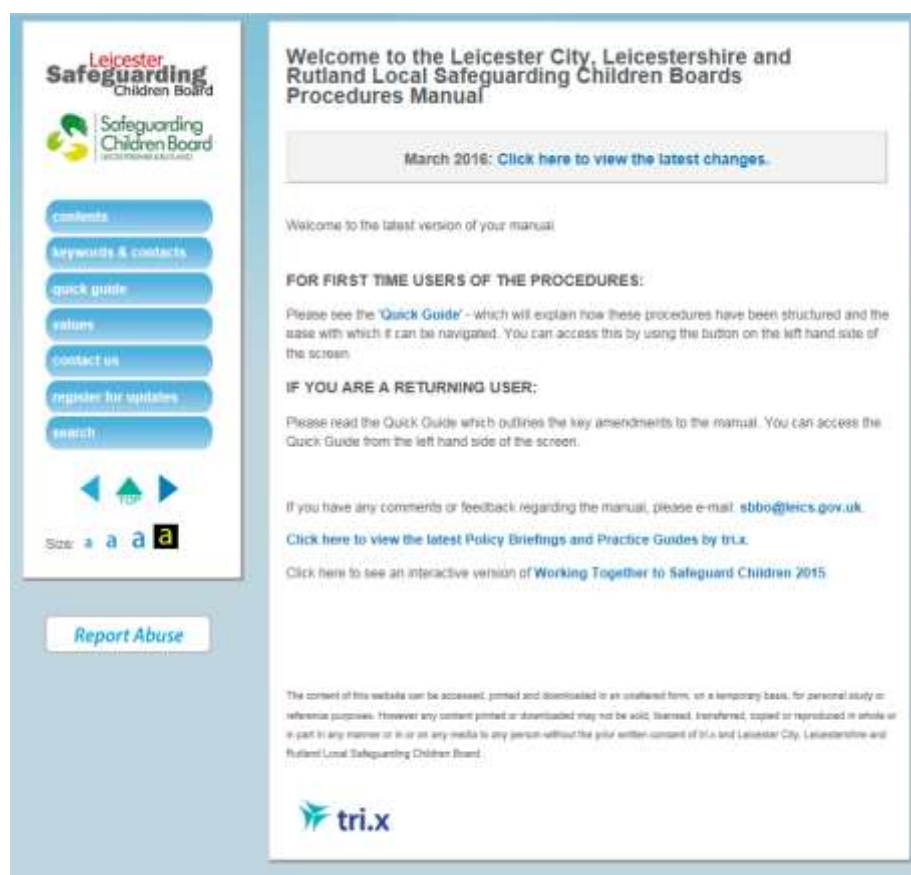 Leicester
Safeguarding
Children Board
Safeguarding
Children Board
LEICESTERSHIRE & RUTLAND
contents
keywords & contacts
quick guide
values
contact us
register for updates
search
TOP
Size: a a a a
Report Abuse
Welcome to the Leicester City, Leicestershire and
Rutland Local Safeguarding Children Boards
Procedures Manual
March 2016: Click here to view the latest changes.
Welcome to the latest version of your manual.
FOR FIRST TIME USERS OF THE PROCEDURES:
Please see the 'Quick Guide' - which will explain how these procedures have been structured and the
ease with which it can be navigated. You can access this by using the button on the left hand side of
the screen.
IF YOU ARE A RETURNING USER:
Please read the Quick Guide which outlines the key amendments to the manual. You can access the
Quick Guide from the left hand side of the screen.
If you have any comments or feedback regarding the manual, please e-mail: sbbo@leics.gov.uk.
Click here to view the latest Policy Briefings and Practice Guides by tri.x.
Click here to see an interactive version of Working Together to Safeguard Children 2015.
The content of this website can be accessed, printed and downloaded in an unaltered form, on a temporary basis, for personal study or
reference purposes. However any content printed or downloaded may not be sold, licensed, transferred, copied or reproduced in whole or
in part in any manner or in or on any media to any person without the prior written consent of tri.x and Leicester City, Leicestershire and
Rutland Local Safeguarding Children Board.
tri.x